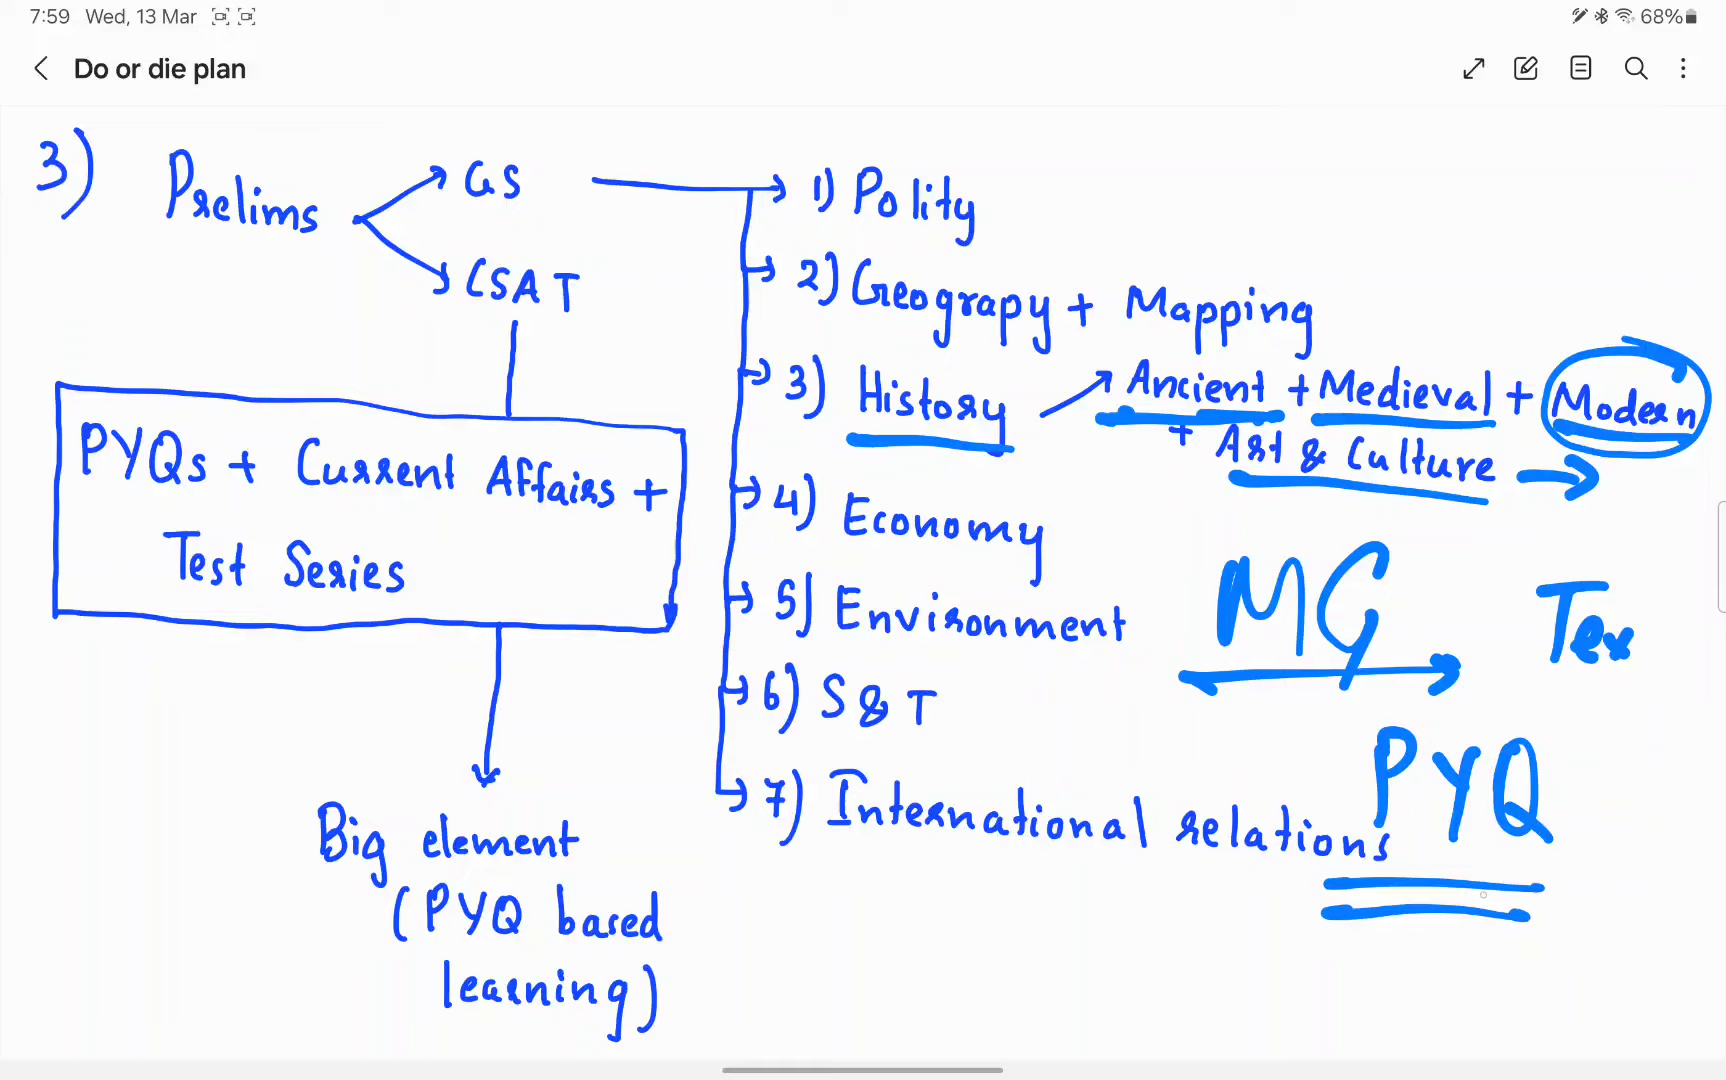 7:59 Wed, 13 Mar
68%
Do or die plan
3) Prelims
GS
CSAT
PYQs + Current Affairs +
Test Series
Big element
(PYQ based
learning)
1) Polity
2) Geograpy + Mapping
3) History
Ancient + Medieval + Modern
+ Art & Culture
4) Economy
5) Environment
6) S & T
7) International relations
MG
Tex
PYQ